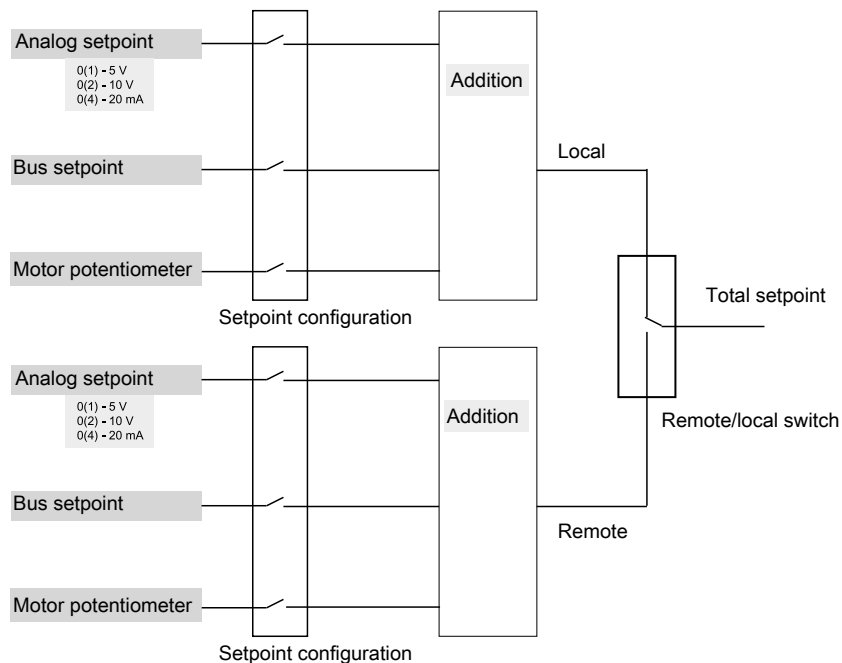 Analog setpoint
0(1) - 5 V
0(2) - 10 V
0(4) - 20 mA
Addition
Bus setpoint
Local
Motor potentiometer
Total setpoint
Setpoint configuration
Analog setpoint
0(1) - 5 V
0(2) - 10 V
0(4) - 20 mA
Addition
Remote/local switch
Bus setpoint
Remote
Motor potentiometer
Setpoint configuration